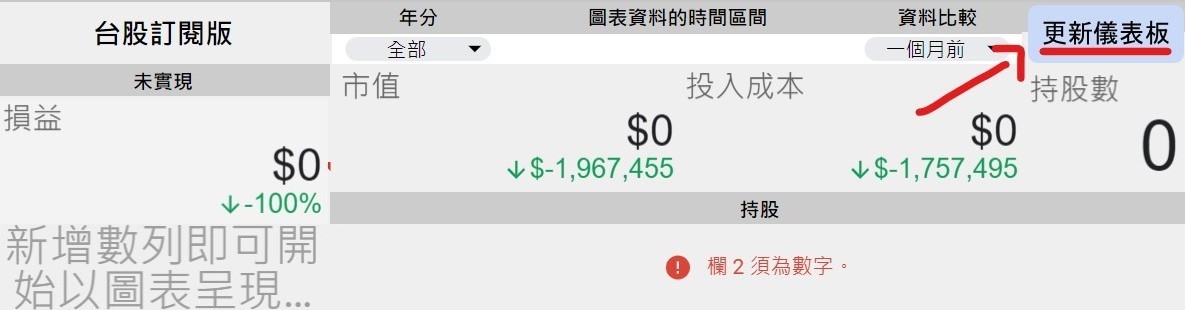 台股訂閱版
年分
圖表資料的時間區間
資料比較
更新儀表板
全部
一個月前
未實現
市值
投入成本
持股數
損益
$0
$0
$0
0
↓-100%
↓$-1,967,455
↓$-1,757,495
持股
新增數列即可開
始以圖表呈現...
欄 2 須為數字。